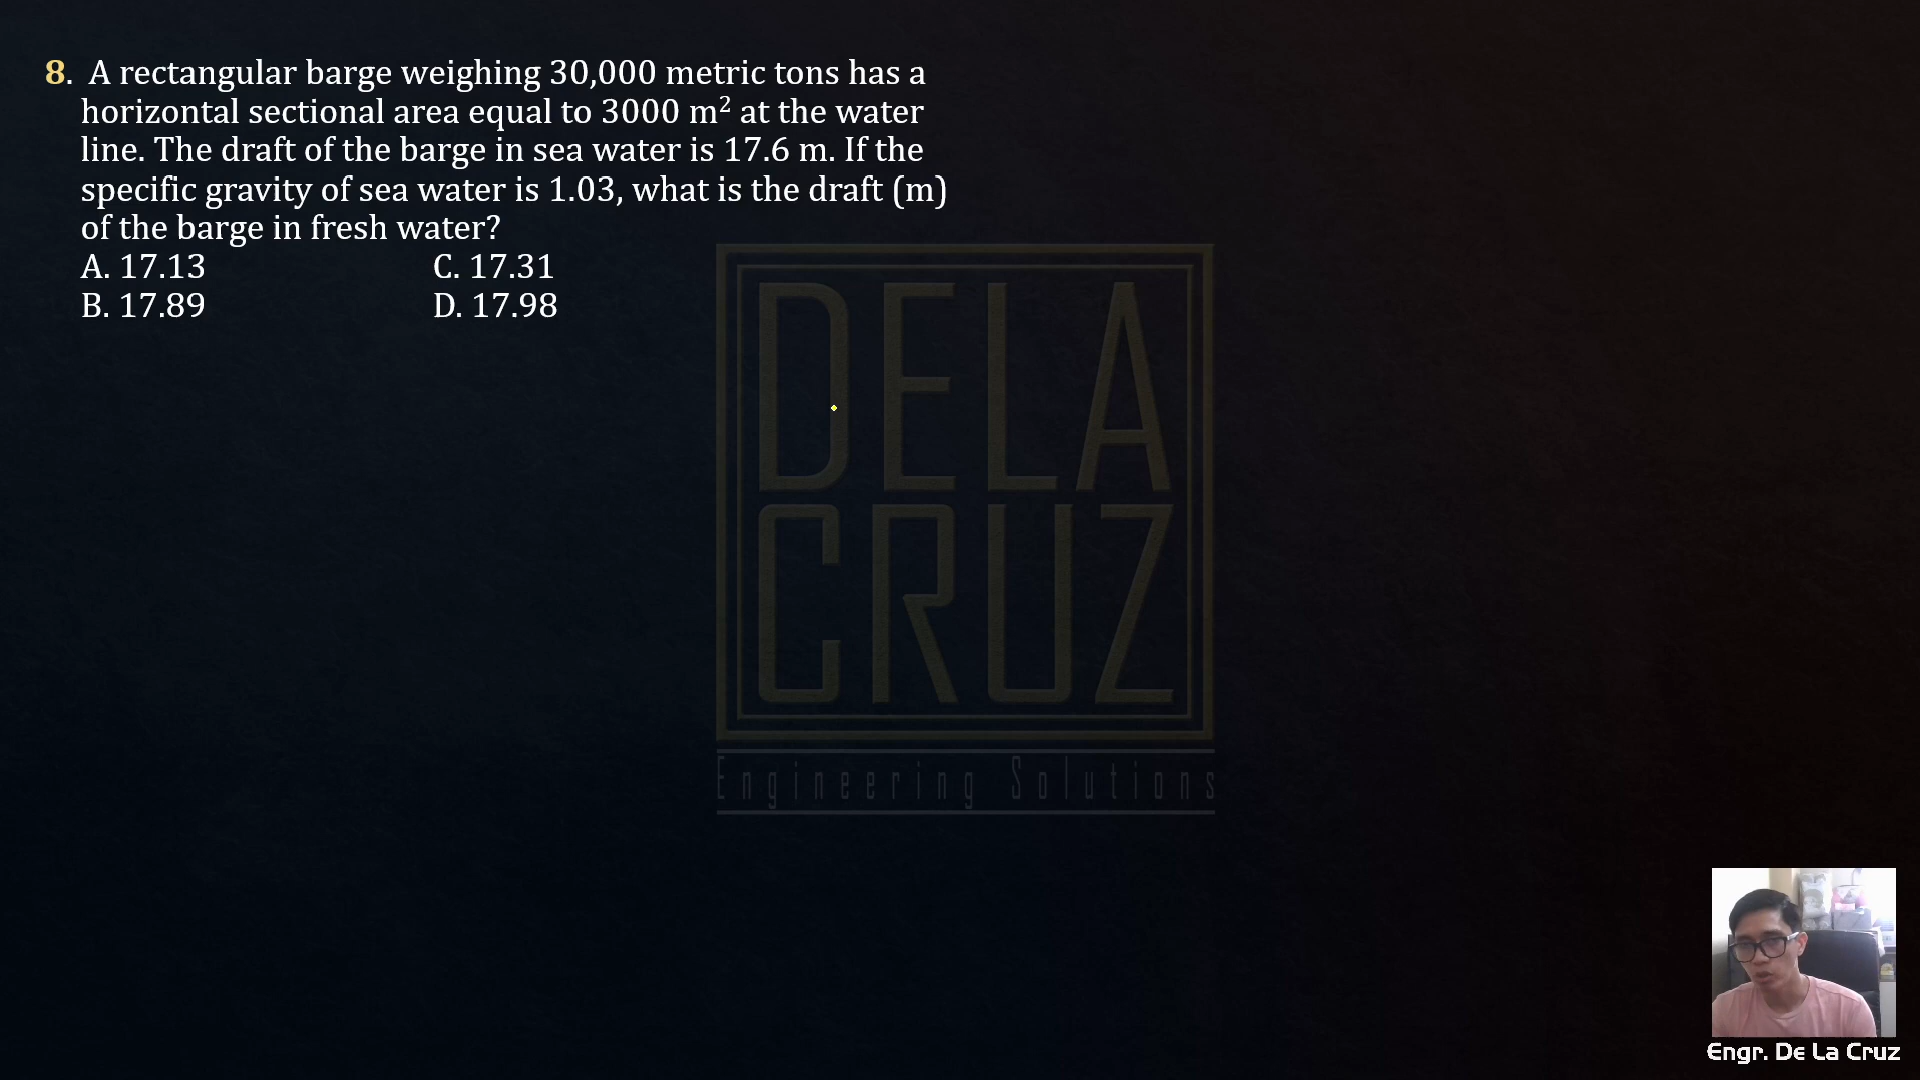 8. A rectangular barge weighing 30,000 metric tons has a
horizontal sectional area equal to 3000 m² at the water
line. The draft of the barge in sea water is 17.6 m. If the
specific gravity of sea water is 1.03, what is the draft (m)
of the barge in fresh water?
A. 17.13 C. 17.31
B. 17.89 D. 17.98
DELA
CRUZ
Engineering Solutions
Engr. De La Cruz